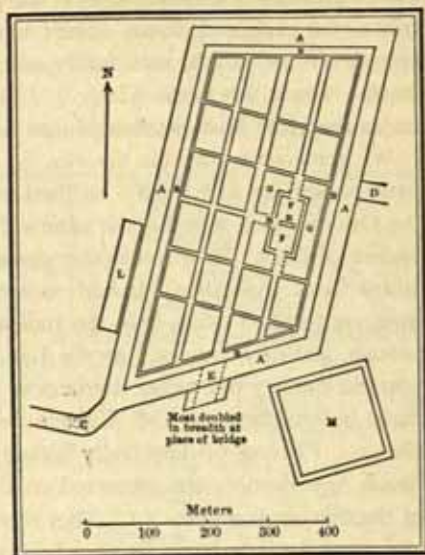 A
N
D
A
A
F
F
L
A
E
C
Moat doubled
in breadth at
place of bridge
M
Meters
0 100 200 300 400